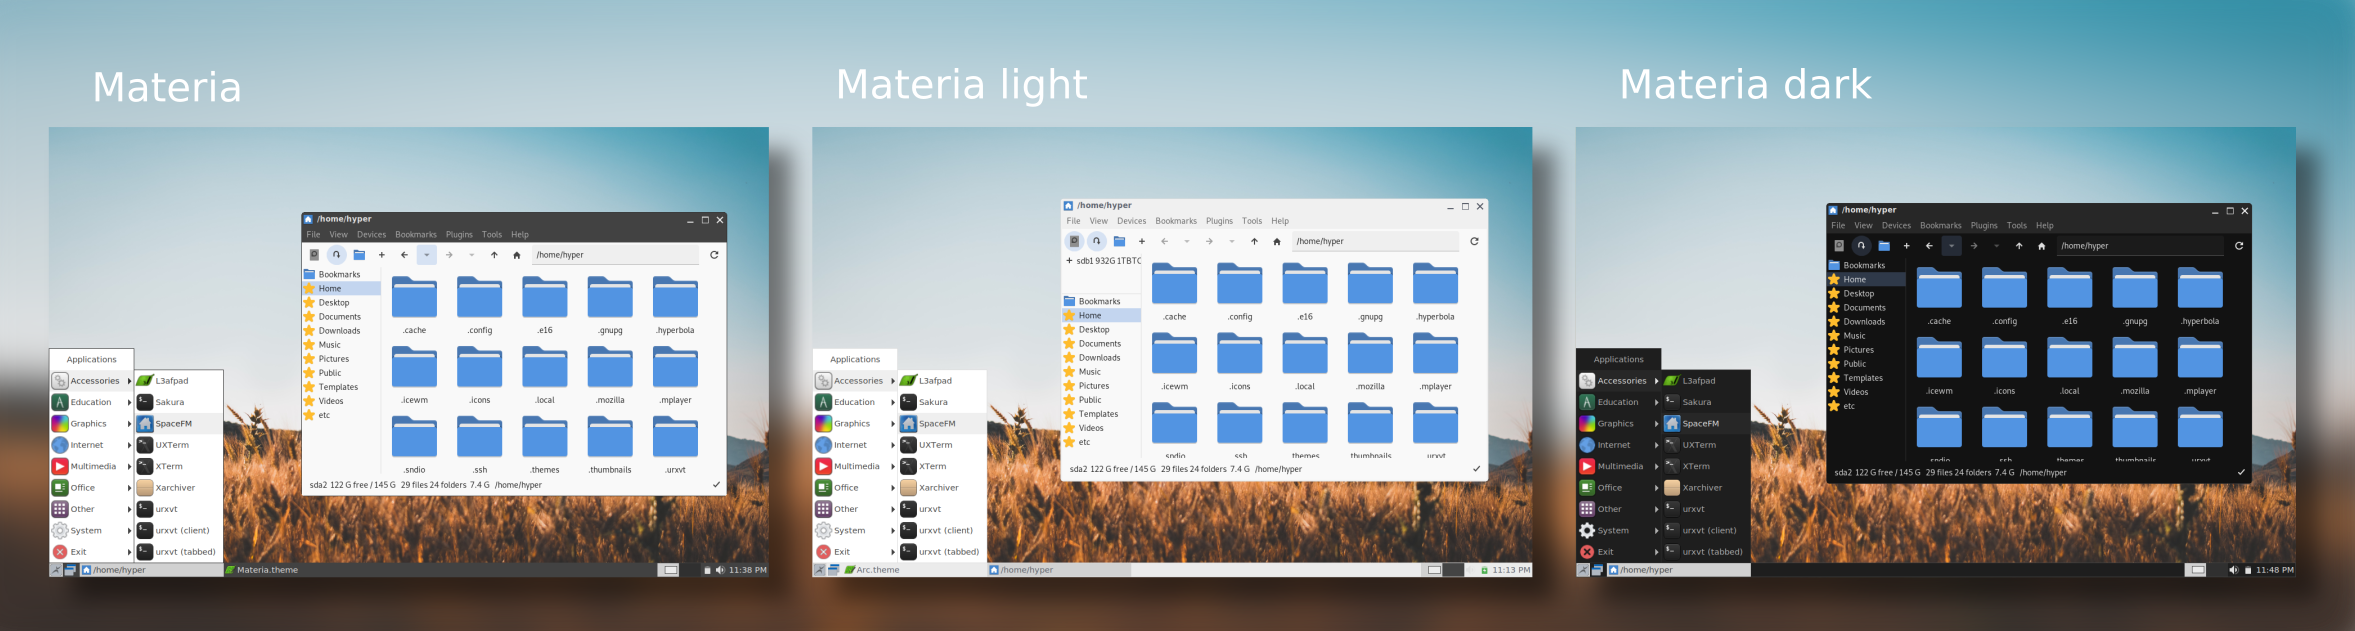 Materia
/home/hyper
File View Devices Bookmarks Plugins Tools Help
/home/hyper
Bookmarks
Home
Desktop
Documents
Downloads
Music
Pictures
Public
Templates
Videos
etc
.cache .config .e16 .gnupg .hyperbola
.icewm .icons .local .mozilla .mplayer
.sndio .ssh .themes .thumbnails .urxvt
sda2 122 G free / 145 G 29 files 24 folders 7.4 G /home/hyper
Applications
Accessories
Education
Graphics
Internet
Multimedia
Office
Other
System
Exit
L3afpad
Sakura
SpaceFM
UXTerm
XTerm
Xarchiver
urxvt
urxvt (client)
urxvt (tabbed)
/home/hyper Materia.theme 11:38 PM
Materia light
/home/hyper
File View Devices Bookmarks Plugins Tools Help
/home/hyper
sdb1 932G 1TBTC
Bookmarks
Home
Desktop
Documents
Downloads
Music
Pictures
Public
Templates
Videos
etc
.cache .config .e16 .gnupg .hyperbola
.icewm .icons .local .mozilla .mplayer
.sndio .ssh .themes .thumbnails .urxvt
sda2 122 G free / 145 G 29 files 24 folders 7.4 G /home/hyper
Applications
Accessories
Education
Graphics
Internet
Multimedia
Office
Other
System
Exit
L3afpad
Sakura
SpaceFM
UXTerm
XTerm
Xarchiver
urxvt
urxvt (client)
urxvt (tabbed)
Arc.theme /home/hyper 11:13 PM
Materia dark
/home/hyper
File View Devices Bookmarks Plugins Tools Help
/home/hyper
Bookmarks
Home
Desktop
Documents
Downloads
Music
Pictures
Public
Templates
Videos
etc
.cache .config .e16 .gnupg .hyperbola
.icewm .icons .local .mozilla .mplayer
.sndio .ssh .themes .thumbnails .urxvt
sda2 122 G free / 145 G 29 files 24 folders 7.4 G /home/hyper
Applications
Accessories
Education
Graphics
Internet
Multimedia
Office
Other
System
Exit
L3afpad
Sakura
SpaceFM
UXTerm
XTerm
Xarchiver
urxvt
urxvt (client)
urxvt (tabbed)
/home/hyper 11:48 PM